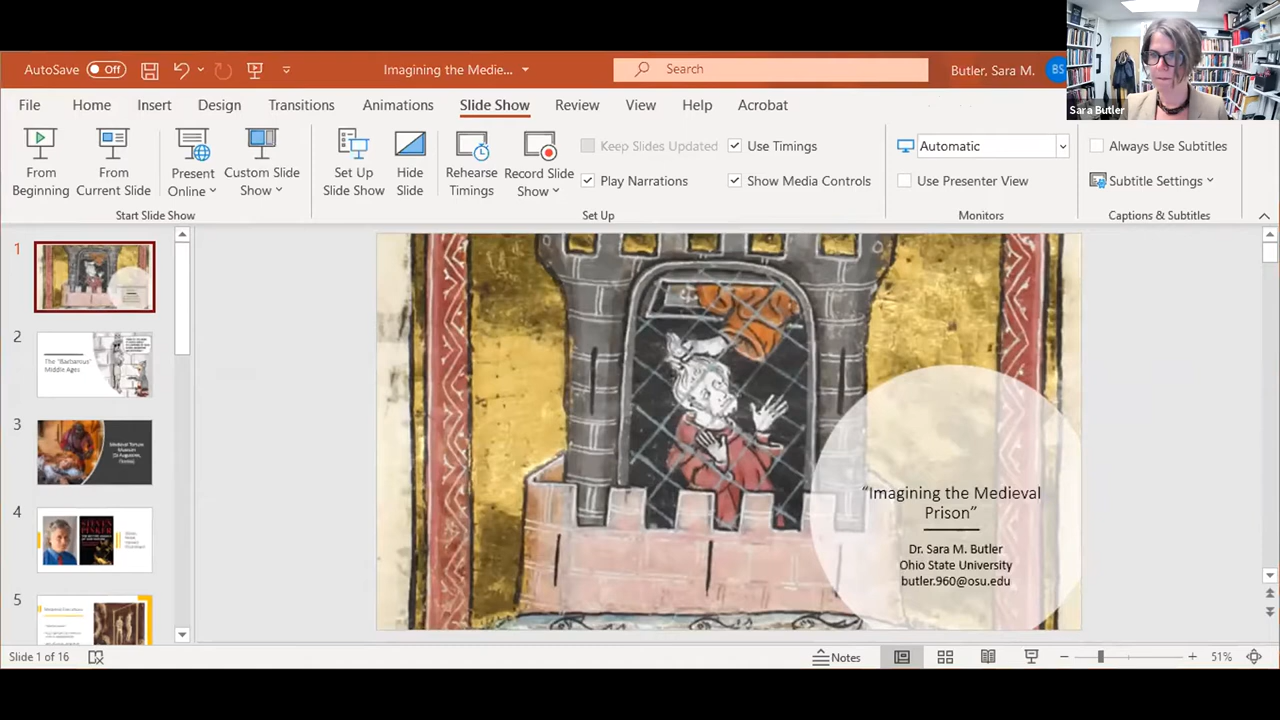 AutoSave Off Imagining the Medie... Search Butler, Sara M. BS
Sara Butler
File Home Insert Design Transitions Animations Slide Show Review View Help Acrobat
From Beginning
From Current Slide
Present Online
Custom Slide Show
Start Slide Show
Set Up Slide Show
Hide Slide
Rehearse Timings
Record Slide Show
Keep Slides Updated
Use Timings
Play Narrations
Show Media Controls
Set Up
Automatic
Use Presenter View
Monitors
Always Use Subtitles
Subtitle Settings
Captions & Subtitles
1
2
The "Barbarous"
Middle Ages
3
Medieval Torture
Museum
4
STEVEN
PINKER
5
“Imagining the Medieval
Prison”
Dr. Sara M. Butler
Ohio State University
butler.960@osu.edu
Slide 1 of 16 Notes 51%